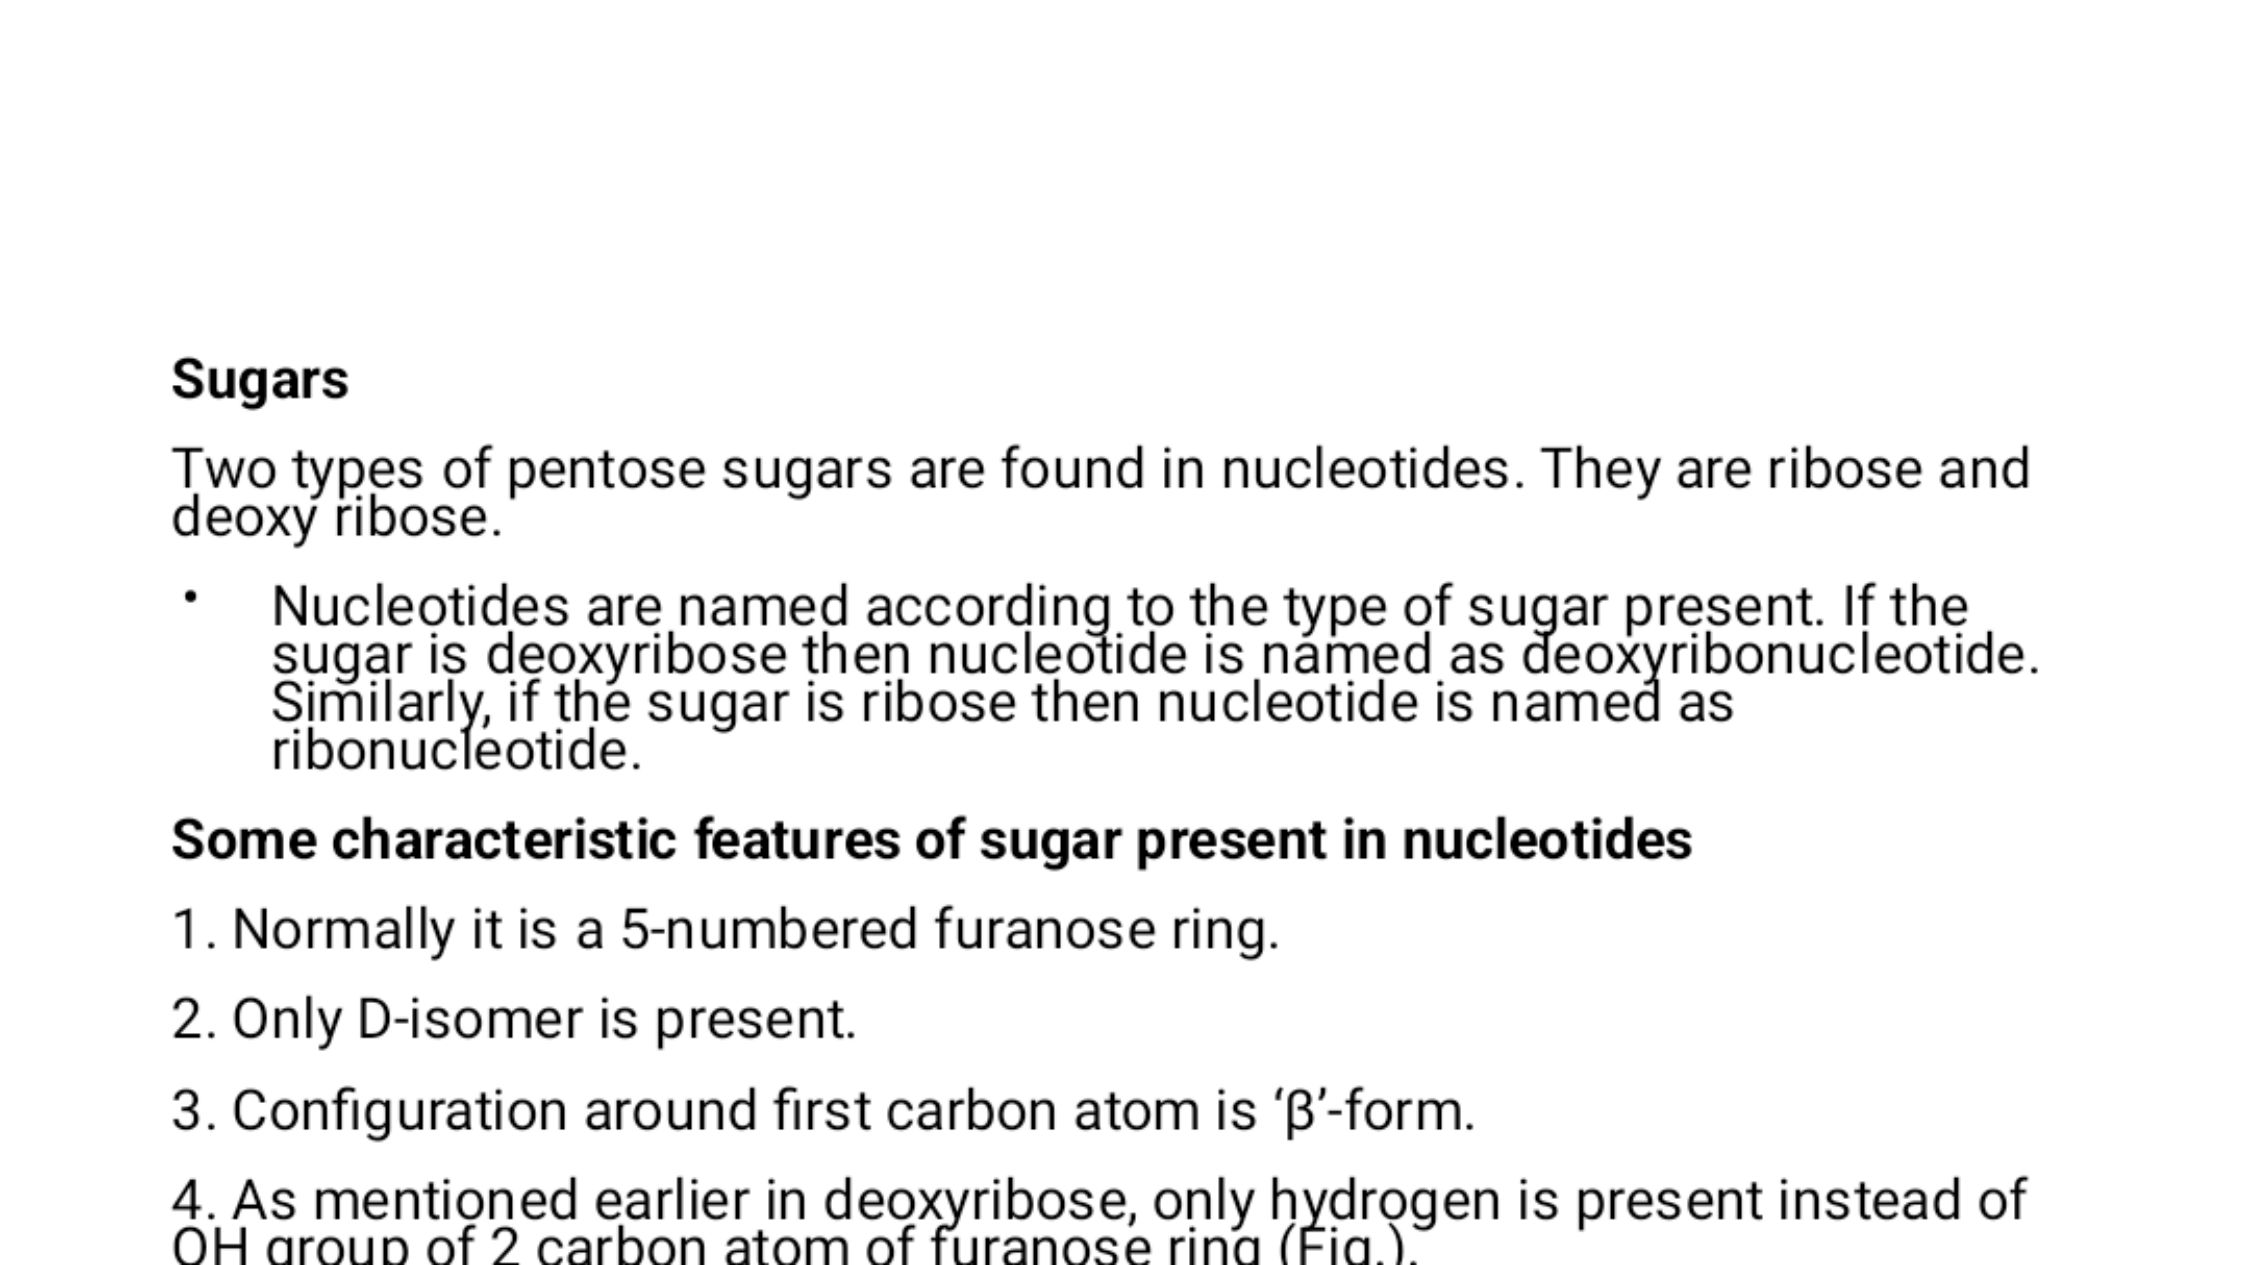 Sugars
Two types of pentose sugars are found in nucleotides. They are ribose and
deoxy ribose.
• Nucleotides are named according to the type of sugar present. If the
sugar is deoxyribose then nucleotide is named as deoxyribonucleotide.
Similarly, if the sugar is ribose then nucleotide is named as
ribonucleotide.
Some characteristic features of sugar present in nucleotides
1. Normally it is a 5-numbered furanose ring.
2. Only D-isomer is present.
3. Configuration around first carbon atom is ‘β’-form.
4. As mentioned earlier in deoxyribose, only hydrogen is present instead of
OH group of 2 carbon atom of furanose ring (Fig.).